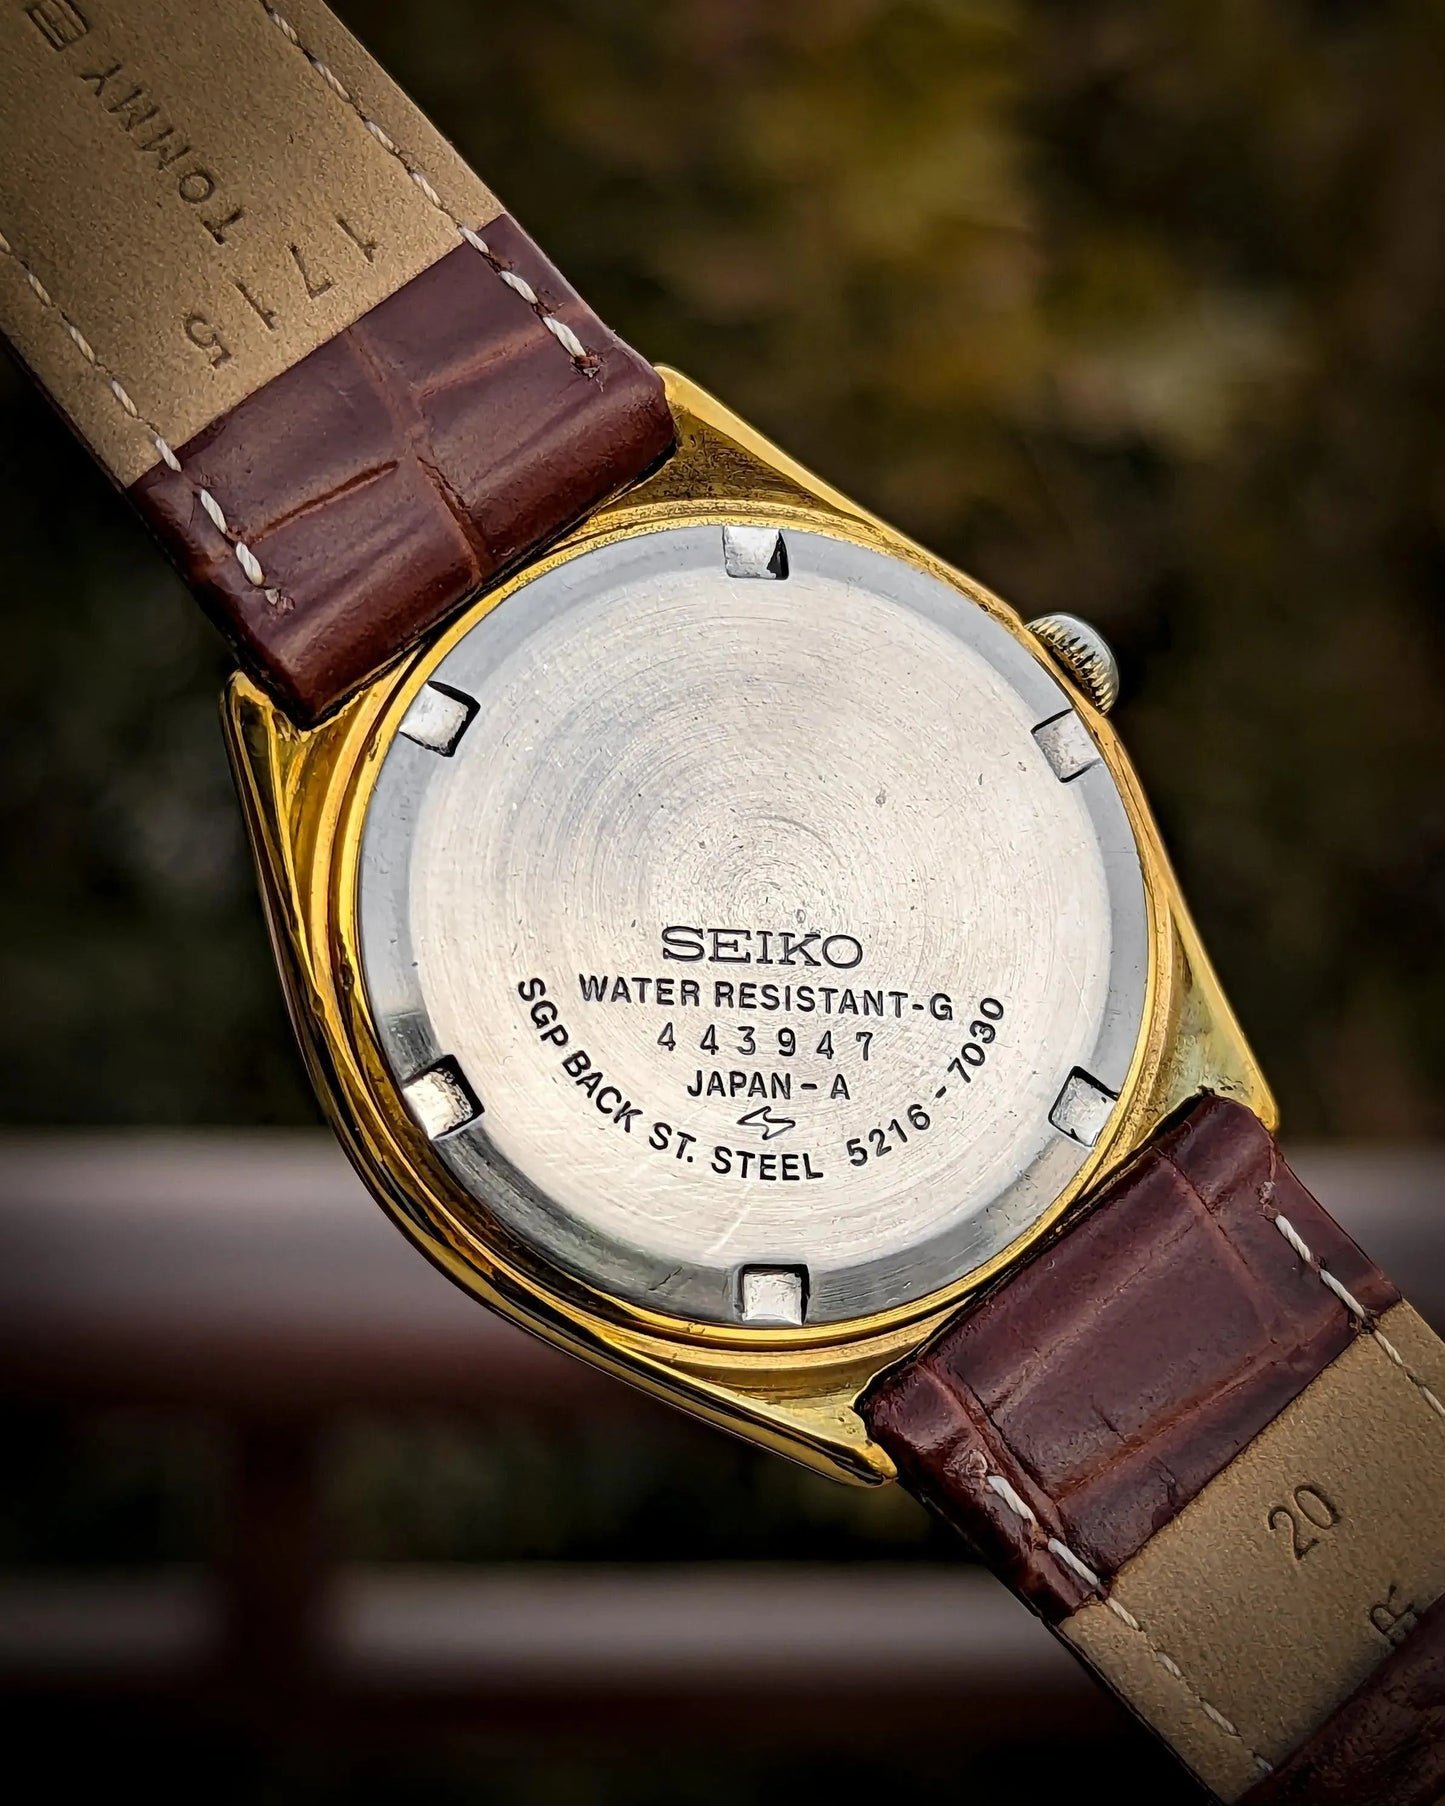 TOMMY
1715
SEIKO
WATER RESISTANT-G
443947
JAPAN-A
SGP BACK ST. STEEL 5216-7030
20